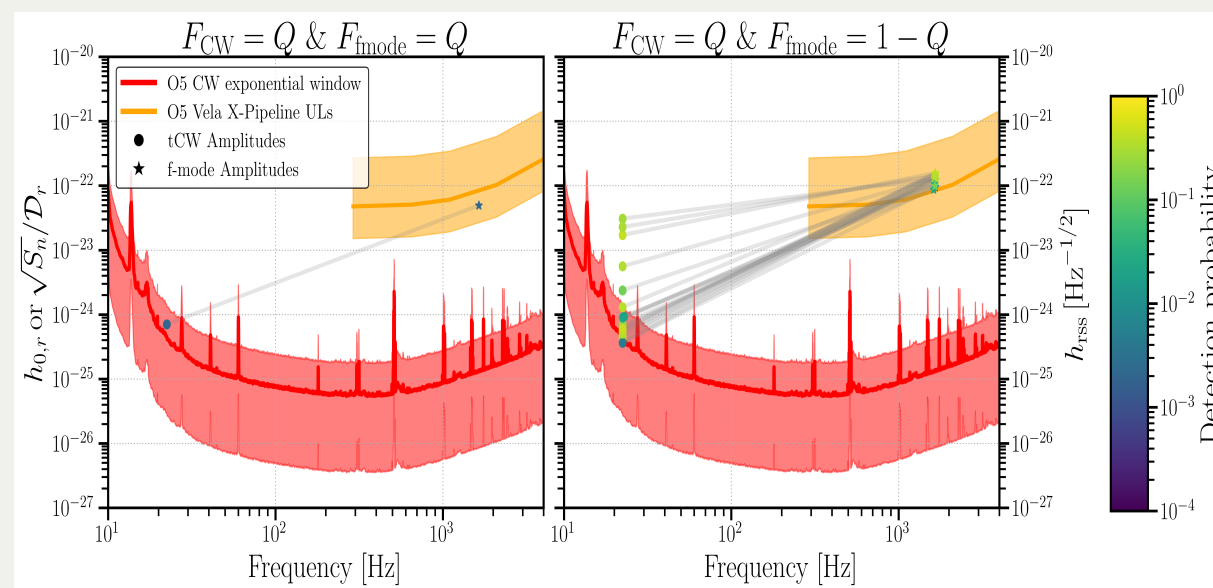 F_CW = Q & F_fmode = Q
F_CW = Q & F_fmode = 1 − Q
O5 CW exponential window
O5 Vela X-Pipeline ULs
tCW Amplitudes
f-mode Amplitudes
h_{0,r} or √S_n/𝒟_r
10^{−20}
10^{−21}
10^{−22}
10^{−23}
10^{−24}
10^{−25}
10^{−26}
10^{−27}
10^1
10^2
10^3
Frequency [Hz]
10^1
10^2
10^3
Frequency [Hz]
10^{−20}
10^{−21}
10^{−22}
10^{−23}
10^{−24}
10^{−25}
10^{−26}
10^{−27}
h_rss [Hz^{−1/2}]
10^0
10^{−1}
10^{−2}
10^{−3}
10^{−4}
Detection probability